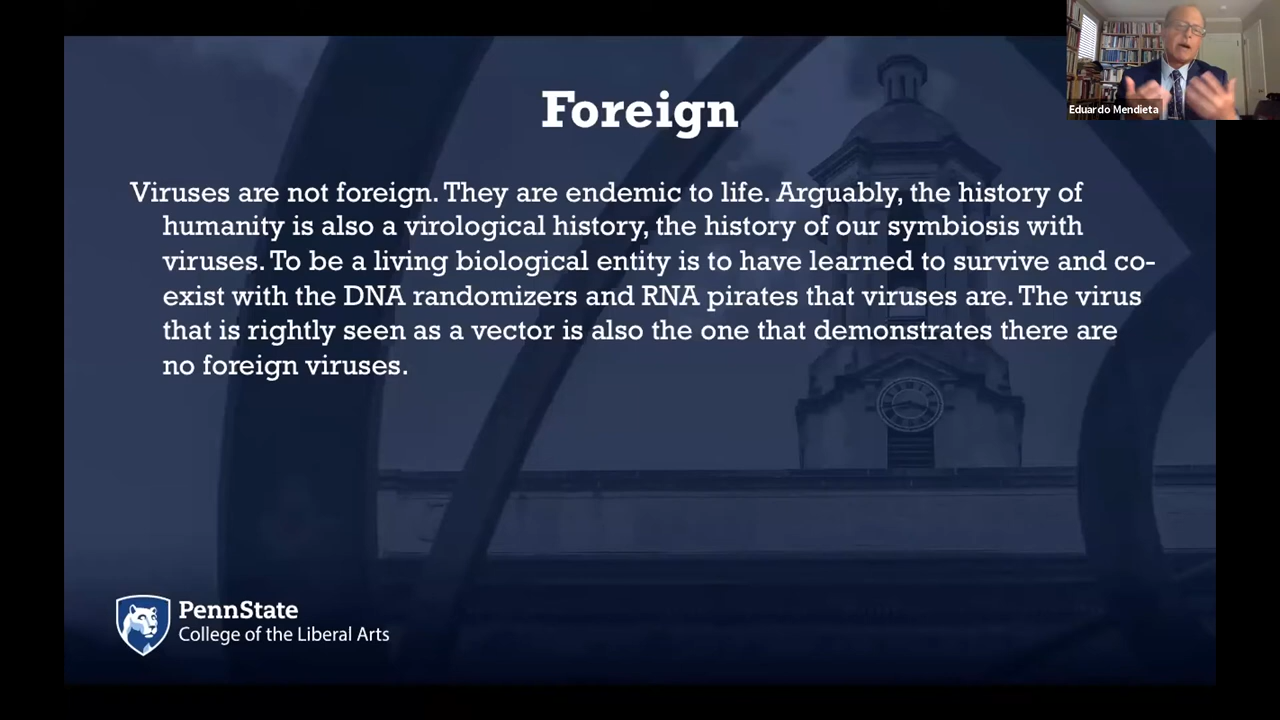 Eduardo Mendieta
Foreign
Viruses are not foreign. They are endemic to life. Arguably, the history of
humanity is also a virological history, the history of our symbiosis with
viruses. To be a living biological entity is to have learned to survive and co-
exist with the DNA randomizers and RNA pirates that viruses are. The virus
that is rightly seen as a vector is also the one that demonstrates there are
no foreign viruses.
PennState
College of the Liberal Arts